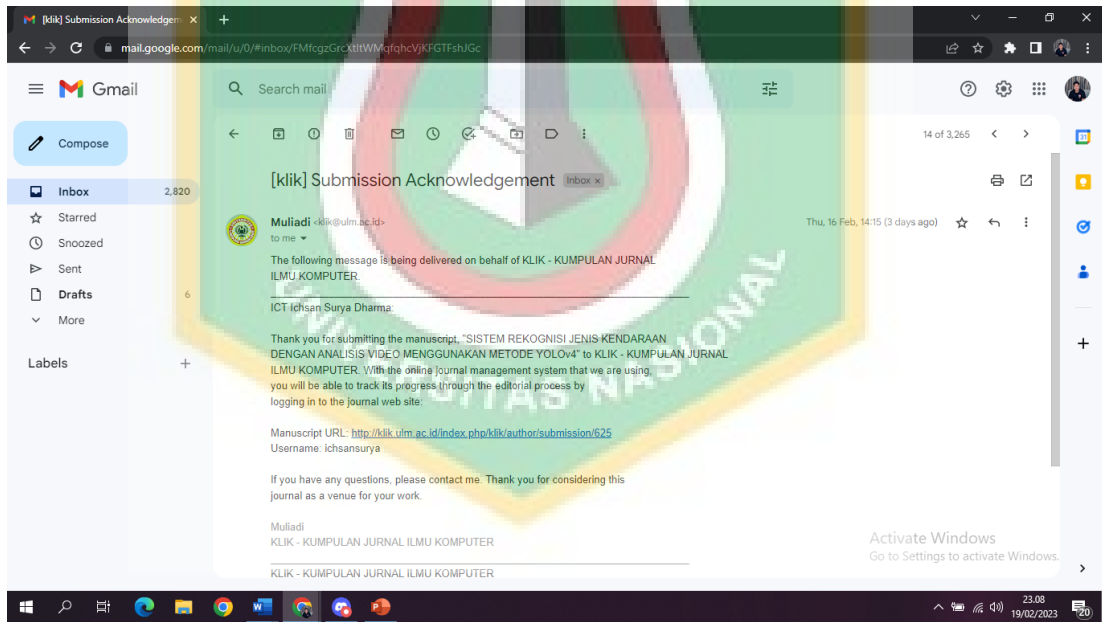 [klik] Submission Acknowledgem
mail.google.com/mail/u/0/#inbox/FMfcgzGrcXtltWMqfqhcVjKFGTFshJGc
Gmail
Search mail
Compose
14 of 3,265
31
Inbox 2,820
Starred
Snoozed
Sent
Drafts 6
More
Labels
[klik] Submission Acknowledgement Inbox ×
Muliadi <klik@ulm.ac.id> Thu, 16 Feb, 14:15 (3 days ago)
to me
The following message is being delivered on behalf of KLIK - KUMPULAN JURNAL
ILMU KOMPUTER.
ICT Ichsan Surya Dharma:
Thank you for submitting the manuscript, "SISTEM REKOGNISI JENIS KENDARAAN
DENGAN ANALISIS VIDEO MENGGUNAKAN METODE YOLOv4" to KLIK - KUMPULAN JURNAL
ILMU KOMPUTER. With the online journal management system that we are using,
you will be able to track its progress through the editorial process by
logging in to the journal web site:
Manuscript URL: http://klik.ulm.ac.id/index.php/klik/author/submission/625
Username: ichsansurya
If you have any questions, please contact me. Thank you for considering this
journal as a venue for your work.
Muliadi
KLIK - KUMPULAN JURNAL ILMU KOMPUTER
KLIK - KUMPULAN JURNAL ILMU KOMPUTER
UNIVERSITAS NASIONAL
Activate Windows
Go to Settings to activate Windows.
23.08
19/02/2023
20